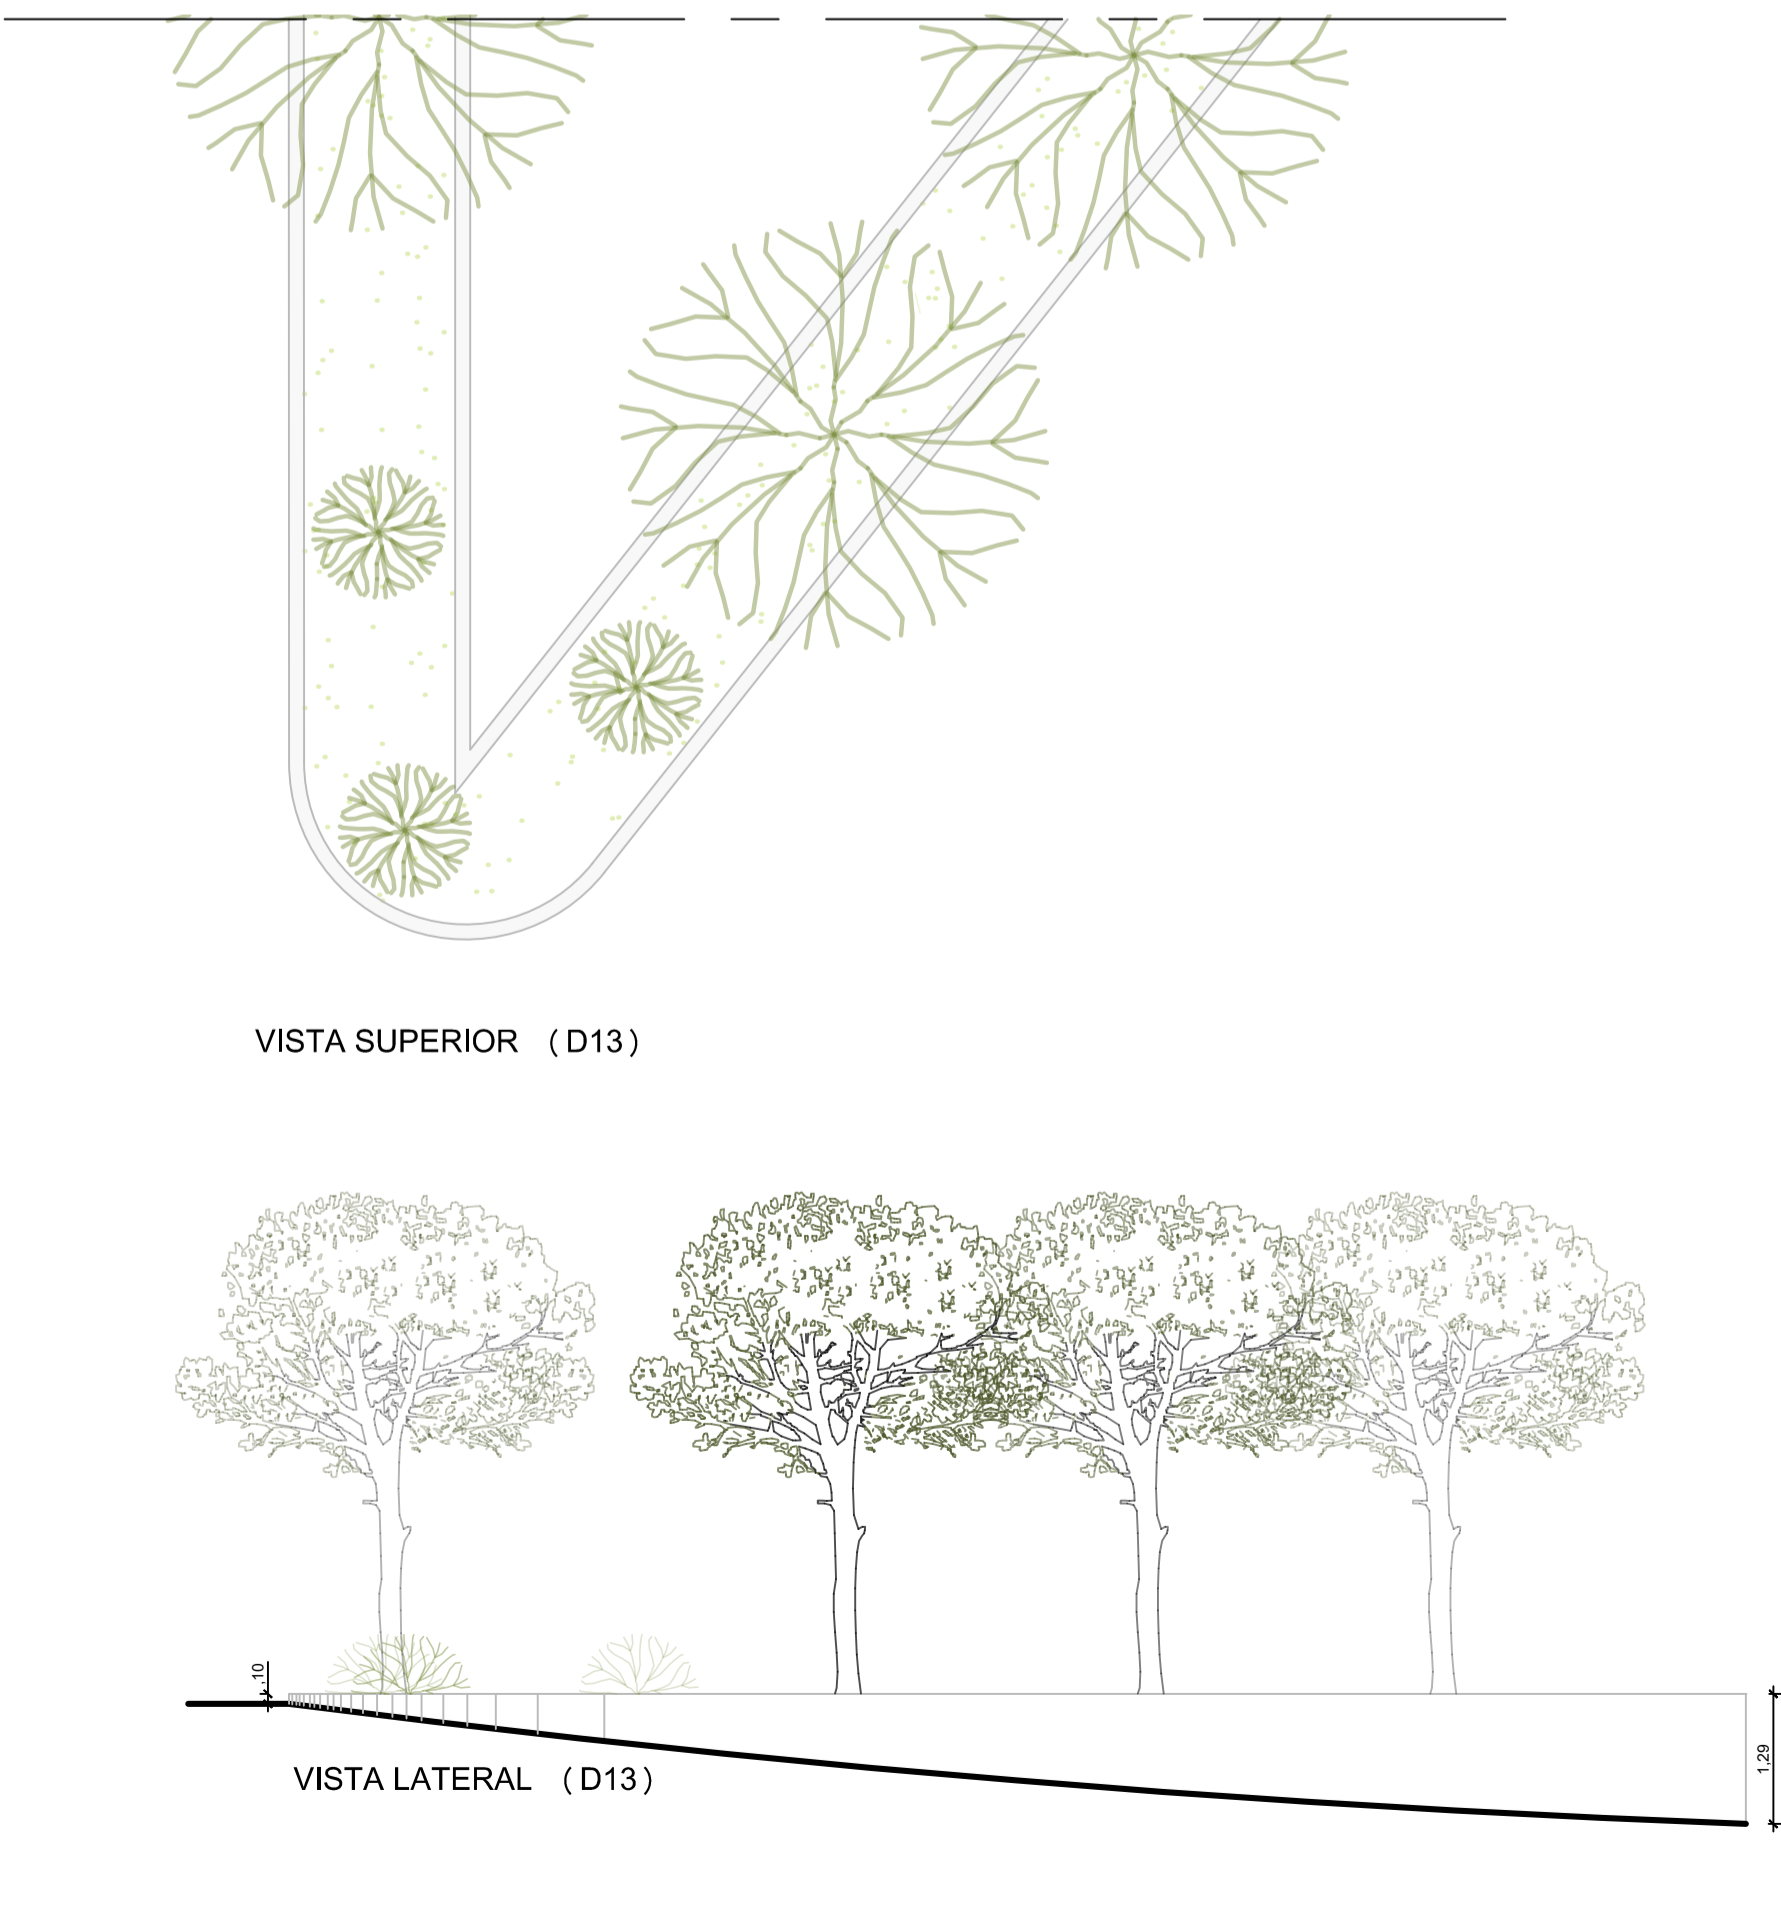 VISTA SUPERIOR (D13)
,10
VISTA LATERAL (D13)
1,29